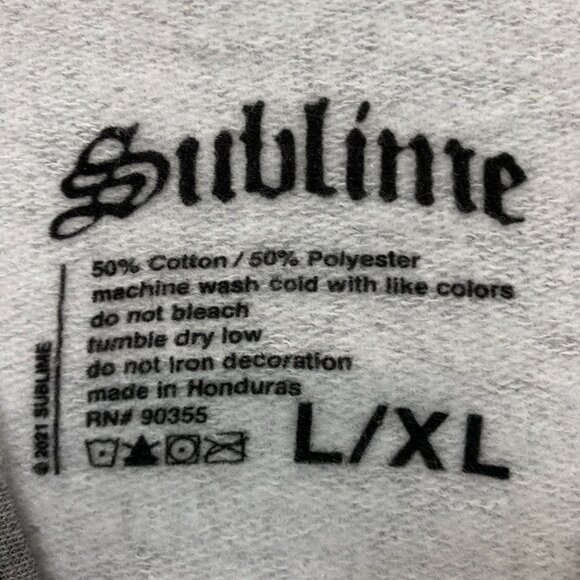 Sublime
50% Cotton / 50% Polyester
machine wash cold with like colors
do not bleach
tumble dry low
do not iron decoration
made in Honduras
RN# 90355
L/XL
© 2021 SUBLIME